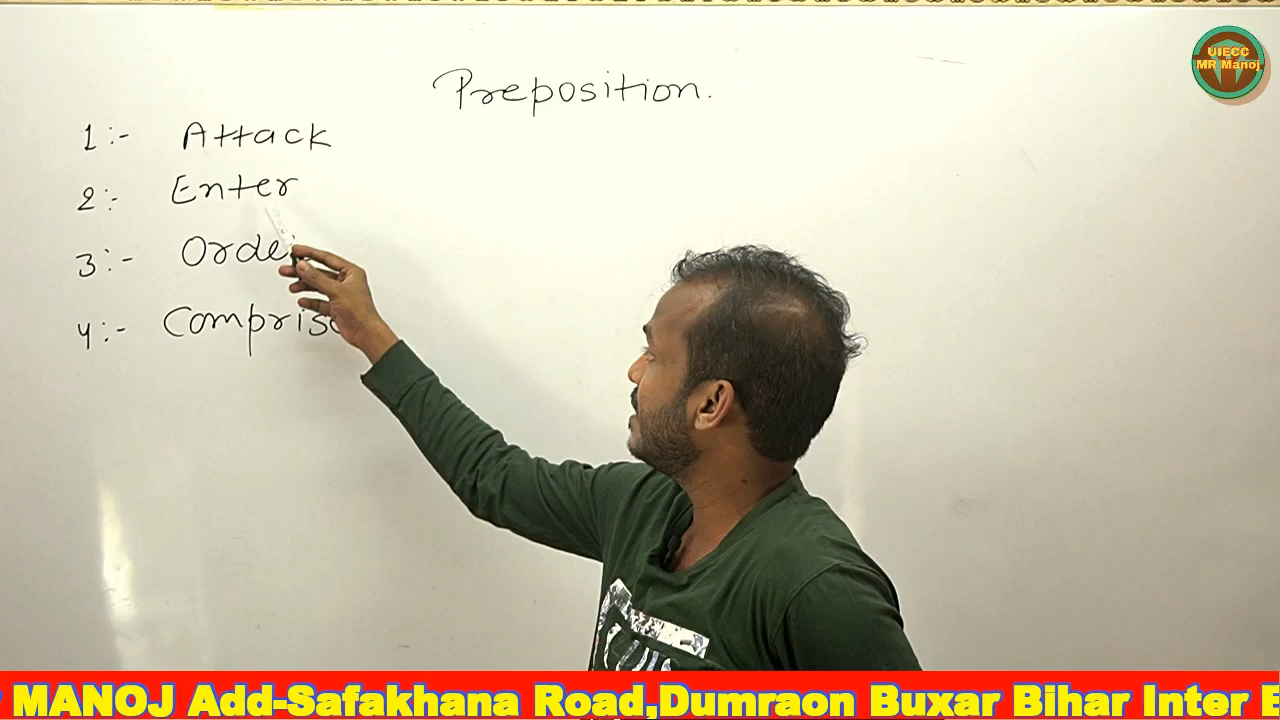 UIECC
MR Manoj
Preposition.
1:- Attack
2:- Enter
3:- Orde
4:- Comprise
MANOJ Add-Safakhana Road,Dumraon Buxar Bihar Inter E